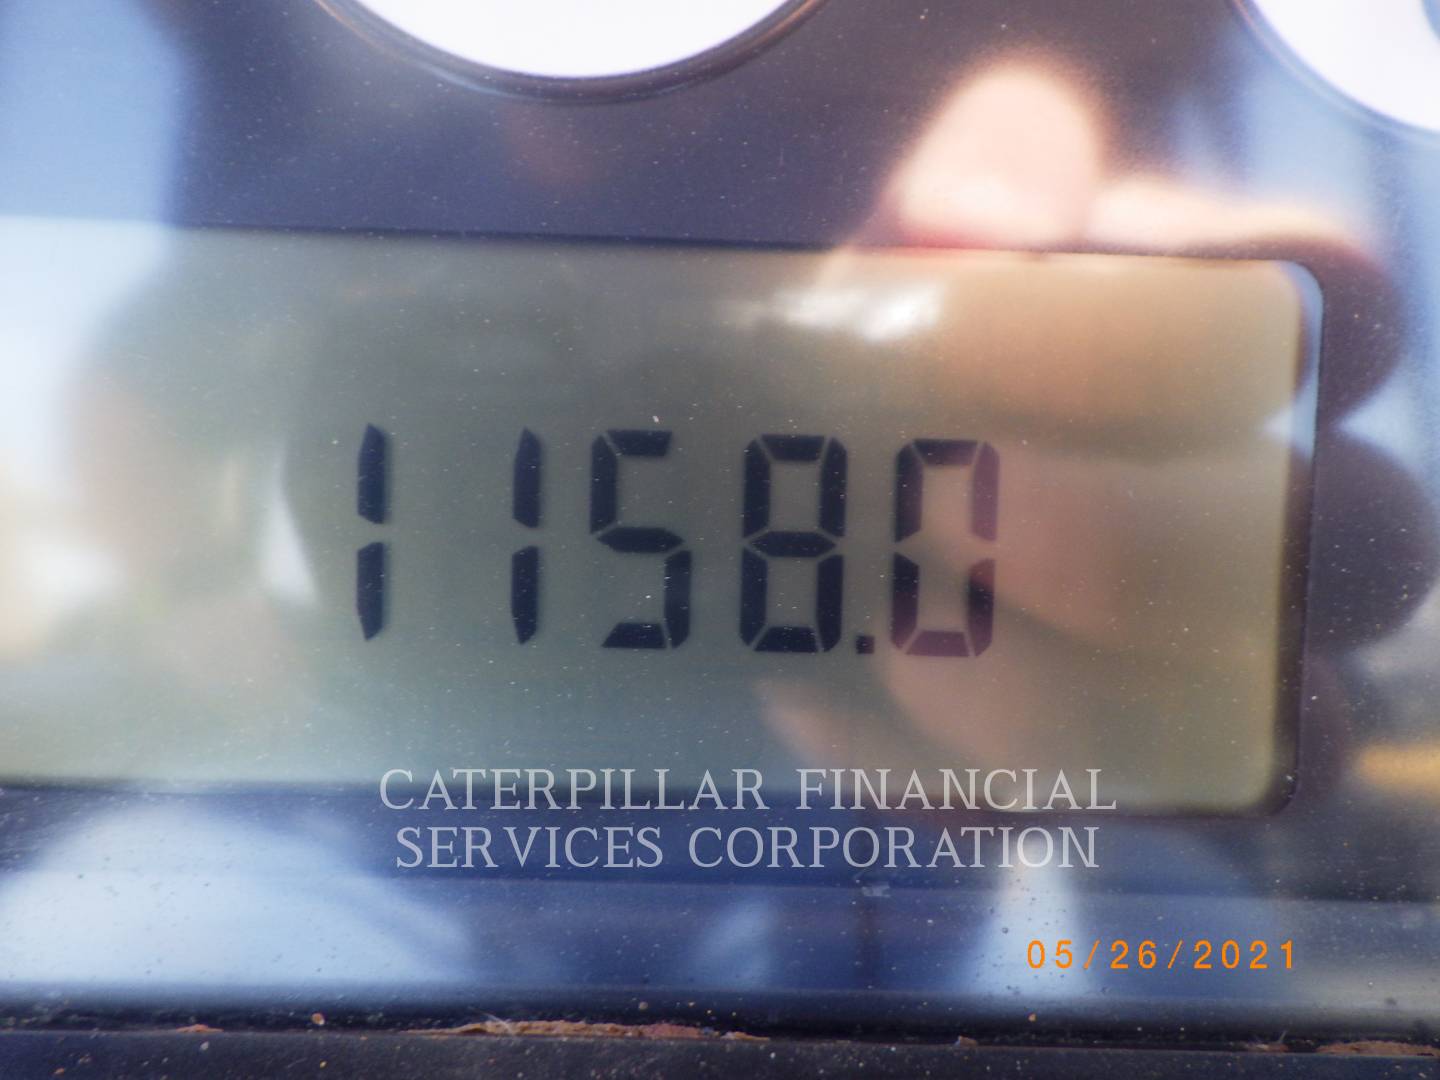 1158.0
CATERPILLAR FINANCIAL
SERVICES CORPORATION
05/26/2021